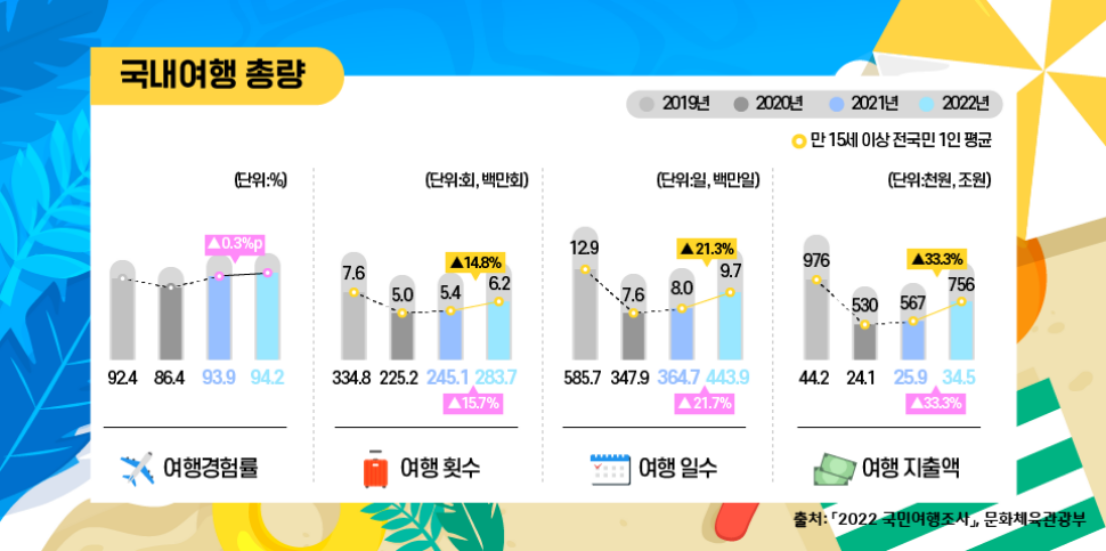 국내여행 총량
2019년 2020년 2021년 2022년
만 15세 이상 전국민 1인 평균
(단위:%)
▲0.3%p
92.4 86.4 93.9 94.2
여행경험률
(단위:회, 백만회)
▲14.8%
7.6 5.0 5.4 6.2
334.8 225.2 245.1 283.7
▲15.7%
여행 횟수
(단위:일, 백만일)
▲21.3%
12.9 7.6 8.0 9.7
585.7 347.9 364.7 443.9
▲21.7%
여행 일수
(단위:천원, 조원)
▲33.3%
976 530 567 756
44.2 24.1 25.9 34.5
▲33.3%
여행 지출액
출처: 「2022 국민여행조사」, 문화체육관광부